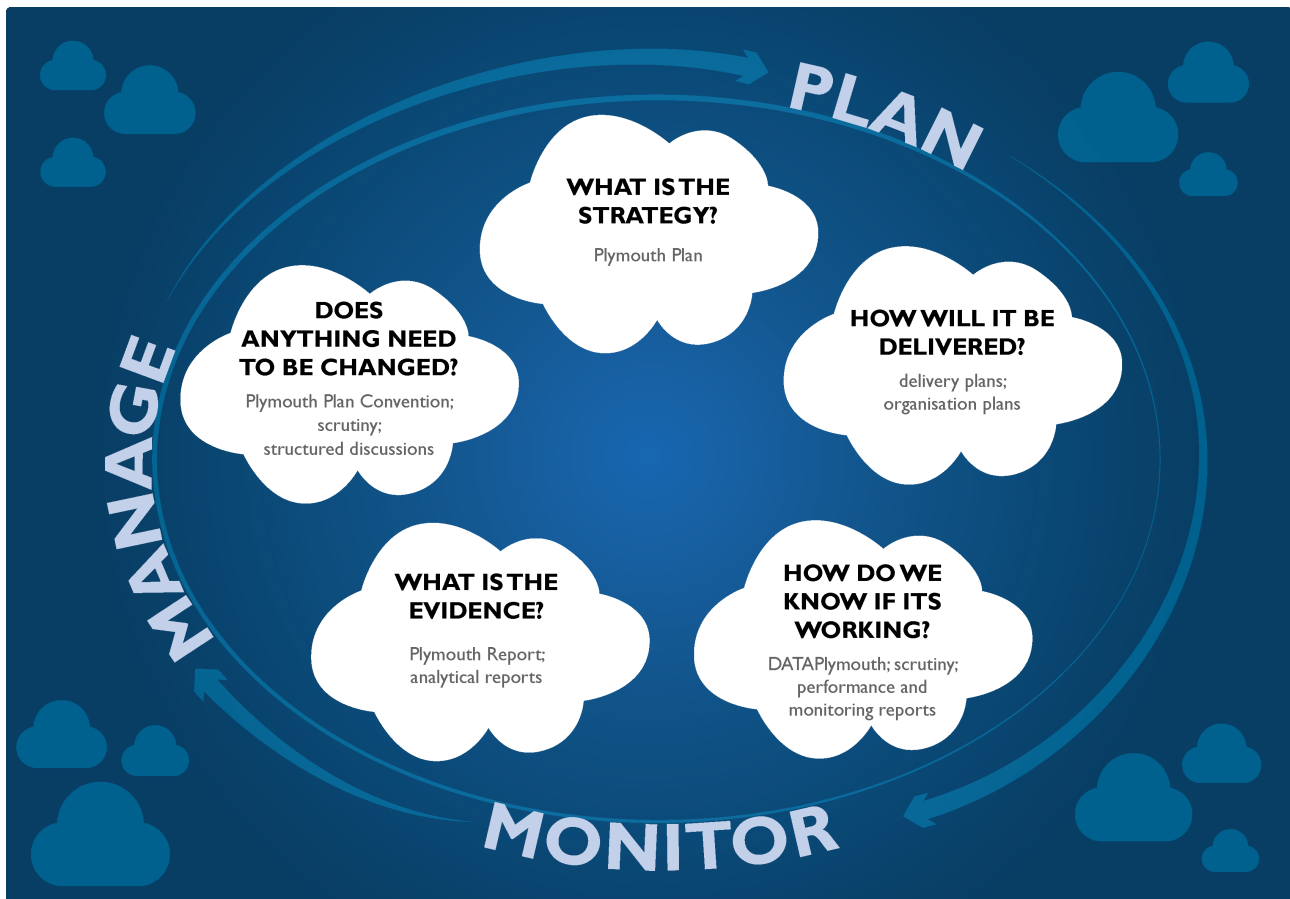 PLAN
WHAT IS THE
STRATEGY?
Plymouth Plan
HOW WILL IT BE
DELIVERED?
delivery plans;
organisation plans
HOW DO WE
KNOW IF ITS
WORKING?
DATAPlymouth; scrutiny;
performance and
monitoring reports
MONITOR
WHAT IS THE
EVIDENCE?
Plymouth Report;
analytical reports
MANAGE
DOES
ANYTHING NEED
TO BE CHANGED?
Plymouth Plan Convention;
scrutiny;
structured discussions